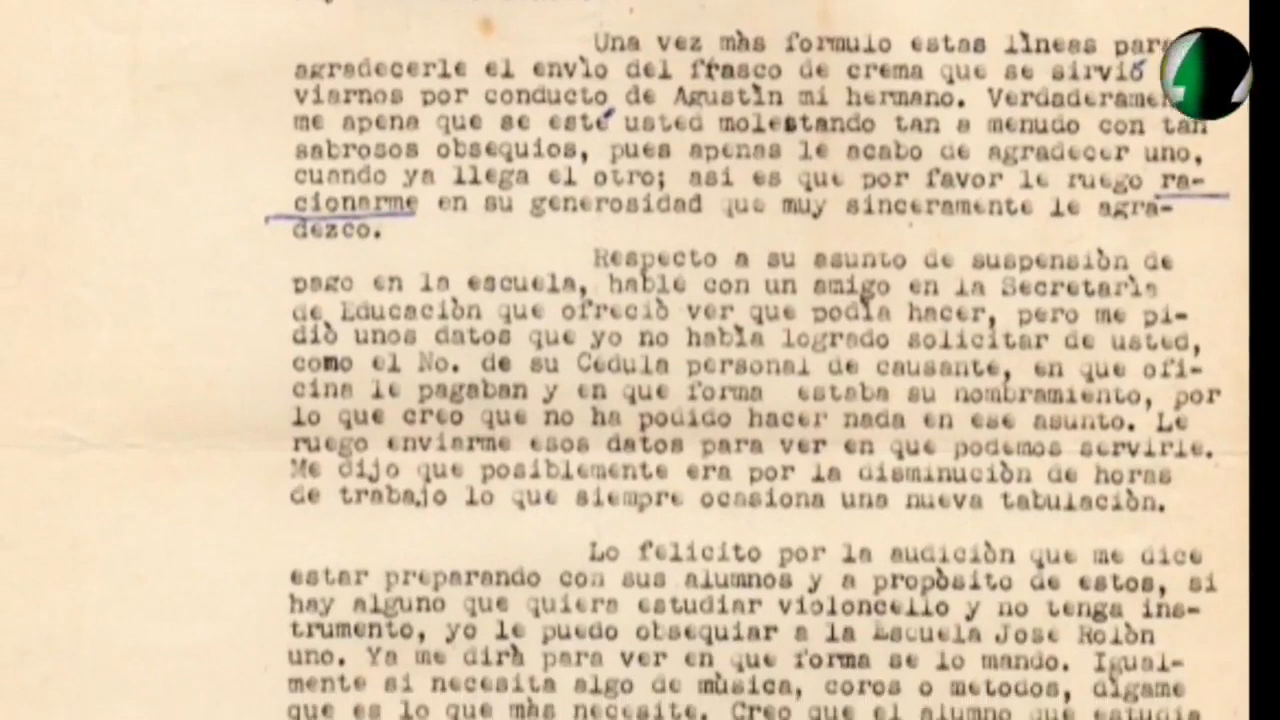 Una vez màs formulo estas lìneas para
agradecerle el envìo del frasco de crema que se sirvió
viarnos por conducto de Agustìn mi hermano. Verdaderamen
me apena que se esté usted molestando tan a menudo con tan
sabrosos obsequios, pues apenas le acabo de agradecer uno,
cuando ya llega el otro; asi es que por favor le ruego ra-
cionarme en su generosidad que muy sinceramente le agra-
dezco.
Respecto a su asunto de suspensiòn de
pago en la escuela, hablè con un amigo en la Secretarìa
de Educaciòn que ofreciò ver que podìa hacer, pero me pi-
diò unos datos que yo no habìa logrado solicitar de usted,
como el No. de su Cèdula personal de causante, en que ofi-
cina le pagaban y en que forma estaba su nombramiento, por
lo que creo que no ha podido hacer nada en ese asunto. Le
ruego enviarme esos datos para ver en que podemos servirle.
Me dijo que posiblemente era por la disminuciòn de horas
de trabajo lo que siempre ocasiona una nueva tabulaciòn.
Lo felicito por la audiciòn que me dice
estar preparando con sus alumnos y a propòsito de estos, si
hay alguno que quiera estudiar violoncello y no tenga ins-
trumento, yo le puedo obsequiar a la Escuela Josè Rolòn
uno. Ya me dirà para ver en que forma se lo mando. Igual-
mente si necesita algo de mùsica, coros o metodos, dìgame
que es lo que màs necesite. Creo que el alumno que estudia